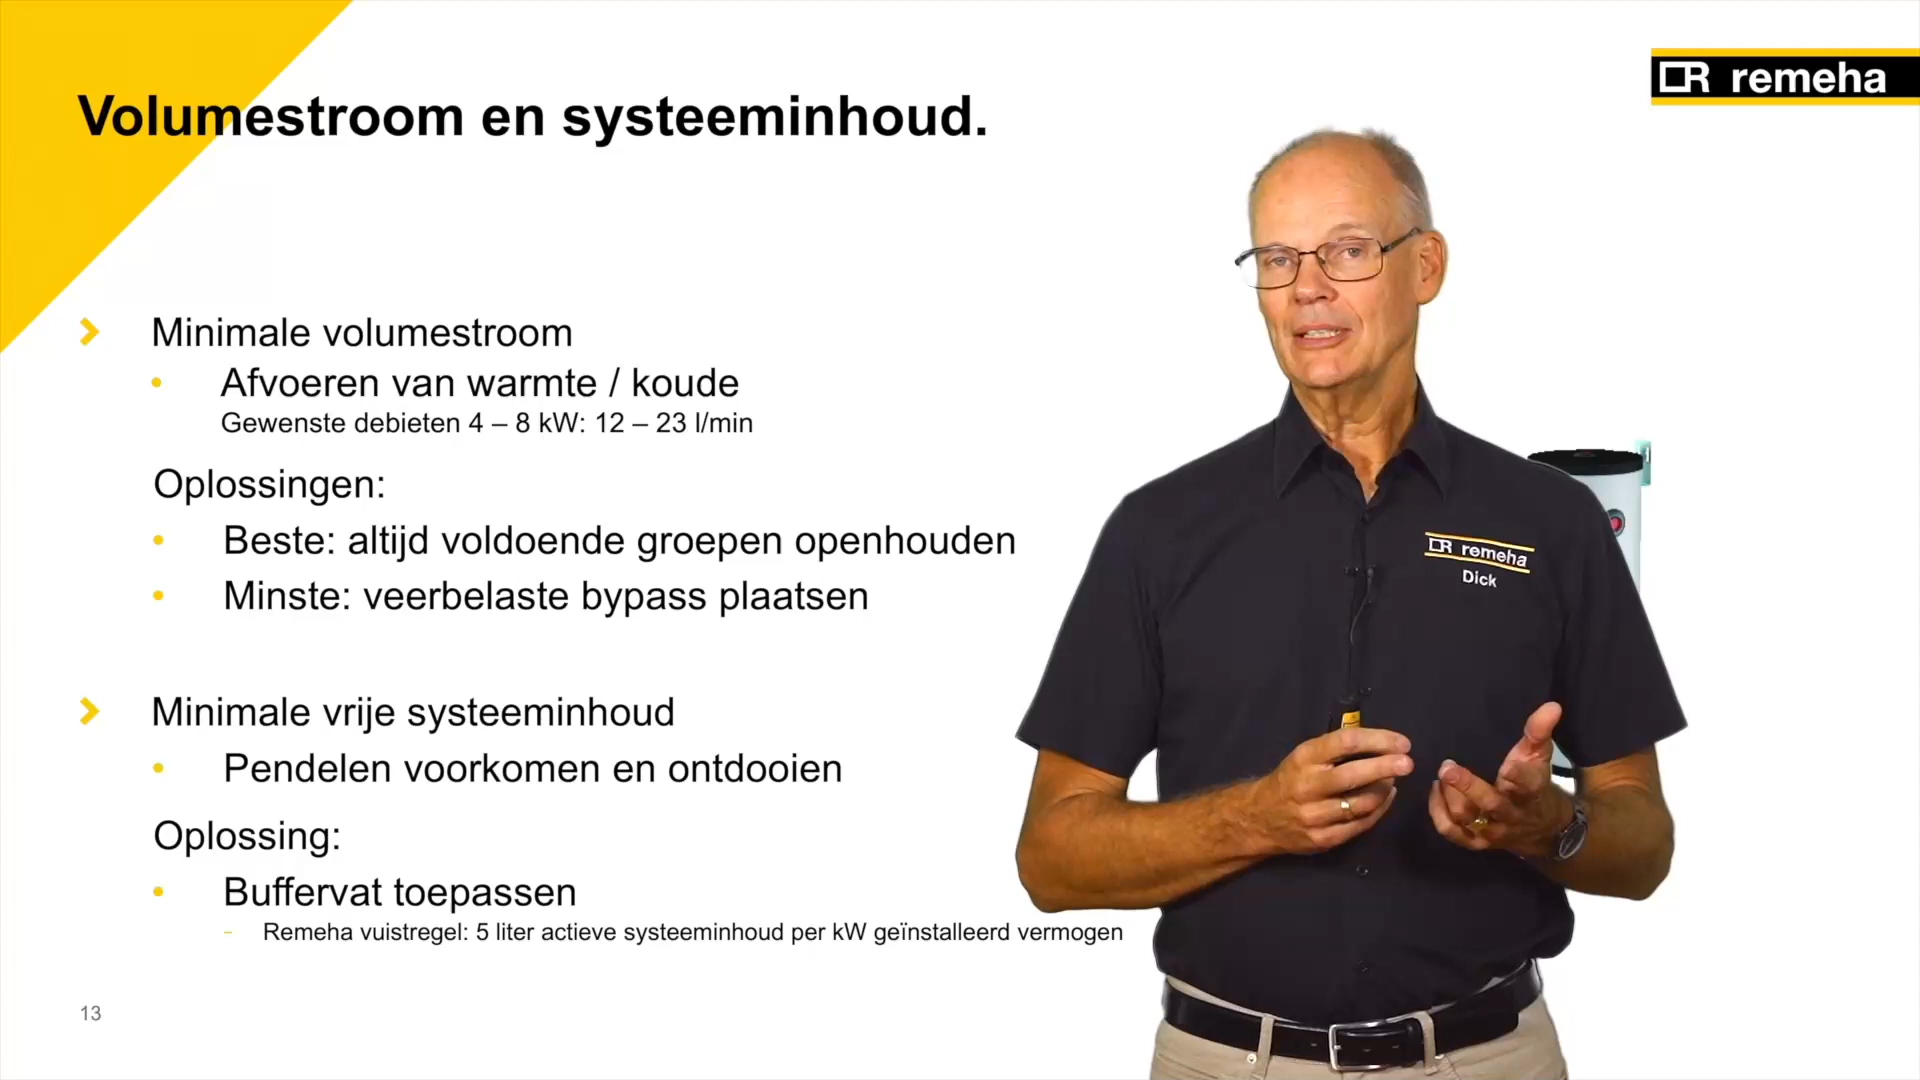 Volumestroom en systeeminhoud.
remeha
Minimale volumestroom
Afvoeren van warmte / koude
Gewenste debieten 4 – 8 kW: 12 – 23 l/min
Oplossingen:
Beste: altijd voldoende groepen openhouden
Minste: veerbelaste bypass plaatsen
remeha
Dick
Minimale vrije systeeminhoud
Pendelen voorkomen en ontdooien
Oplossing:
Buffervat toepassen
Remeha vuistregel: 5 liter actieve systeeminhoud per kW geïnstalleerd vermogen
13